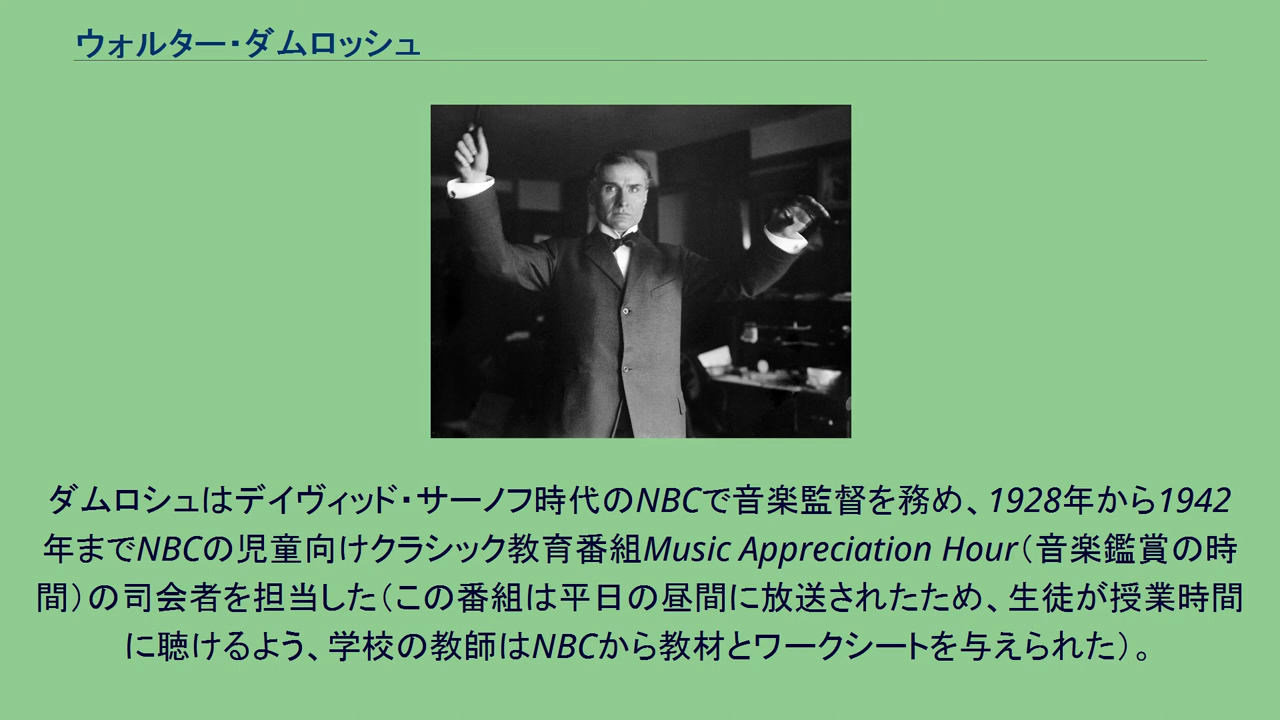 ウォルター・ダムロッシュ
ダムロシュはデイヴィッド・サーノフ時代のNBCで音楽監督を務め、1928年から1942
年までNBCの児童向けクラシック教育番組Music Appreciation Hour（音楽鑑賞の時
間）の司会者を担当した（この番組は平日の昼間に放送されたため、生徒が授業時間
に聴けるよう、学校の教師はNBCから教材とワークシートを与えられた）。